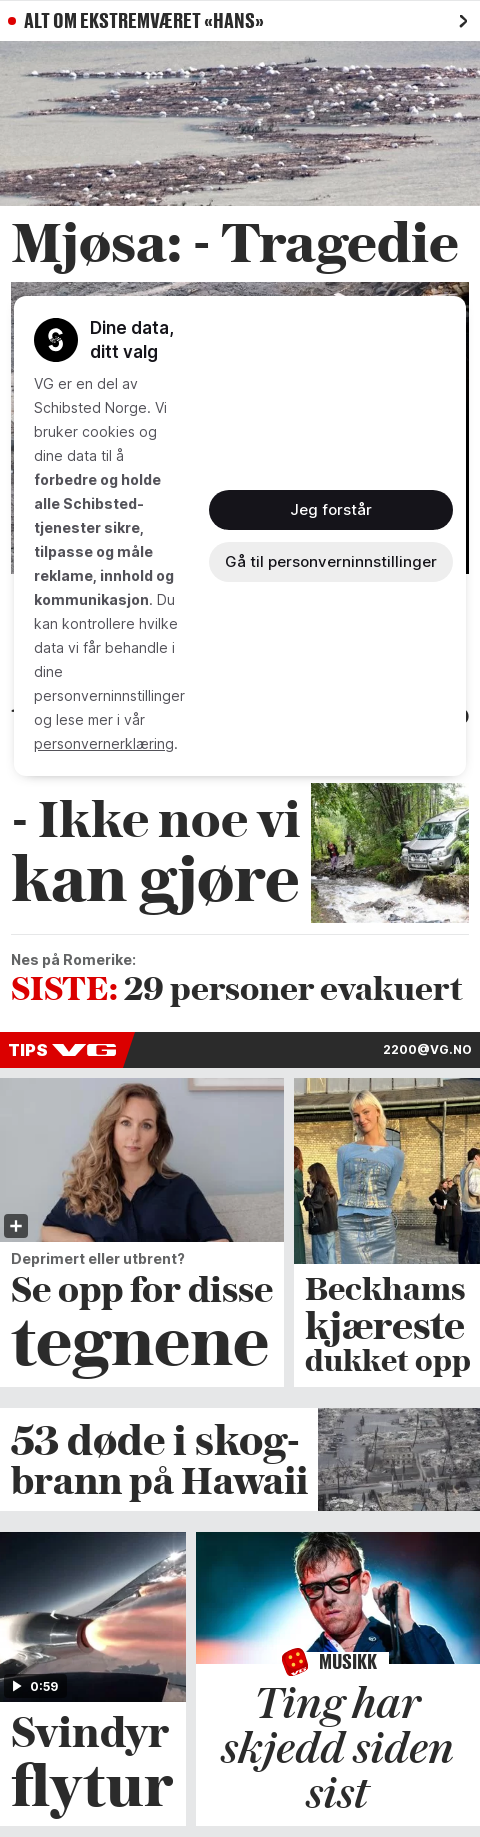 ALT OM EKSTREMVÆRET «HANS»
Mjøsa: - Tragedie
Dine data,
ditt valg
VG er en del av
Schibsted Norge. Vi
bruker cookies og
dine data til å
forbedre og holde
alle Schibsted-
tjenester sikre,
tilpasse og måle
reklame, innhold og
kommunikasjon. Du
kan kontrollere hvilke
data vi får behandle i
dine
personverninnstillinger
og lese mer i vår
personvernerklæring.
Jeg forstår
Gå til personverninnstillinger
- Ikke noe vi
kan gjøre
Nes på Romerike:
SISTE: 29 personer evakuert
TIPS VG
2200@VG.NO
Deprimert eller utbrent?
Se opp for disse
tegnene
Beckhams
kjæreste
dukket opp
53 døde i skog-
brann på Hawaii
0:59
Svindyr
flytur
VG
MUSIKK
Ting har
skjedd siden
sist